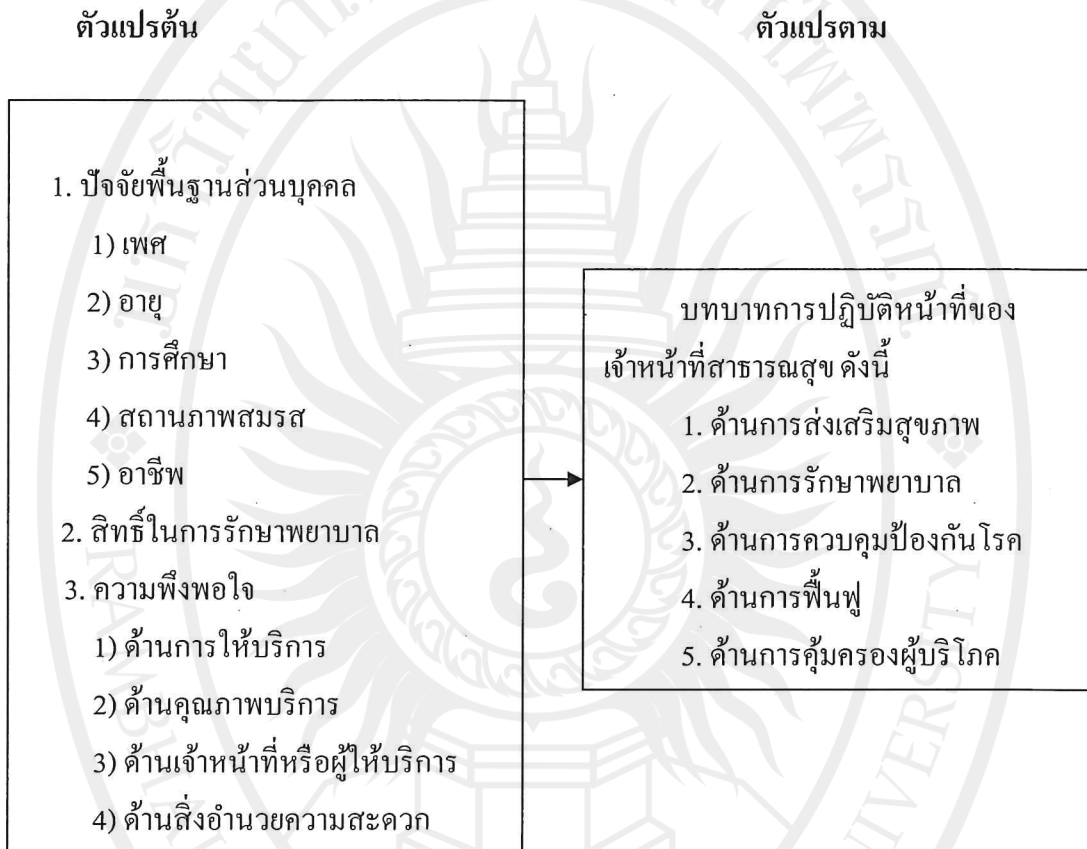 ตัวแปรต้น
ตัวแปรตาม
1. ปัจจัยพื้นฐานส่วนบุคคล
1) เพศ
2) อายุ
3) การศึกษา
4) สถานภาพสมรส
5) อาชีพ
2. สิทธิ์ในการรักษาพยาบาล
3. ความพึงพอใจ
1) ด้านการให้บริการ
2) ด้านคุณภาพบริการ
3) ด้านเจ้าหน้าที่หรือผู้ให้บริการ
4) ด้านสิ่งอำนวยความสะดวก
บทบาทการปฏิบัติหน้าที่ของ
เจ้าหน้าที่สาธารณสุข ดังนี้
1. ด้านการส่งเสริมสุขภาพ
2. ด้านการรักษาพยาบาล
3. ด้านการควบคุมป้องกันโรค
4. ด้านการฟื้นฟู
5. ด้านการคุ้มครองผู้บริโภค